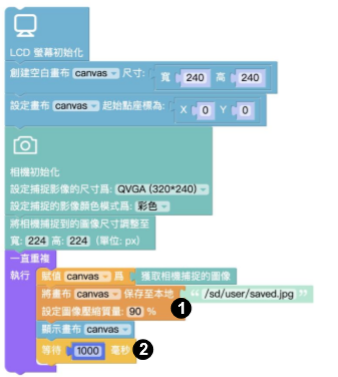 LCD 螢幕初始化
創建空白畫布 canvas 尺寸: 寬 240 高 240
設定畫布 canvas 起始點座標為: X 0 Y 0
相機初始化
設定捕捉影像的尺寸爲: QVGA (320*240)
設定捕捉的影像顏色模式爲: 彩色
將相機捕捉到的圖像尺寸調整至
寬: 224 高: 224 (單位: px)
一直重複
執行 賦值 canvas 爲 獲取相機捕捉的圖像
將畫布 canvas 保存至本地 “ /sd/user/saved.jpg ”
設定圖像壓縮質量: 90 % 1
顯示畫布 canvas
等待 1000 毫秒 2